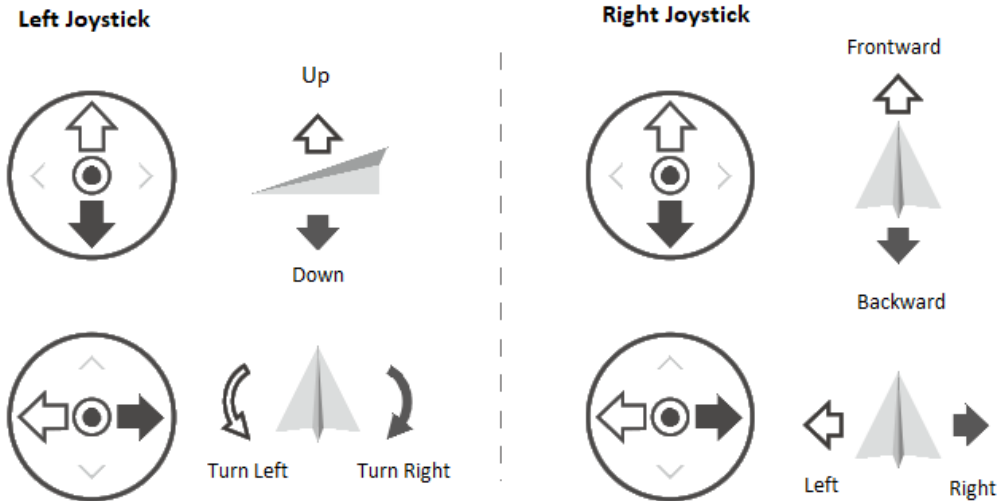 Left Joystick
Up
Down
Turn Left
Turn Right
Right Joystick
Frontward
Backward
Left
Right